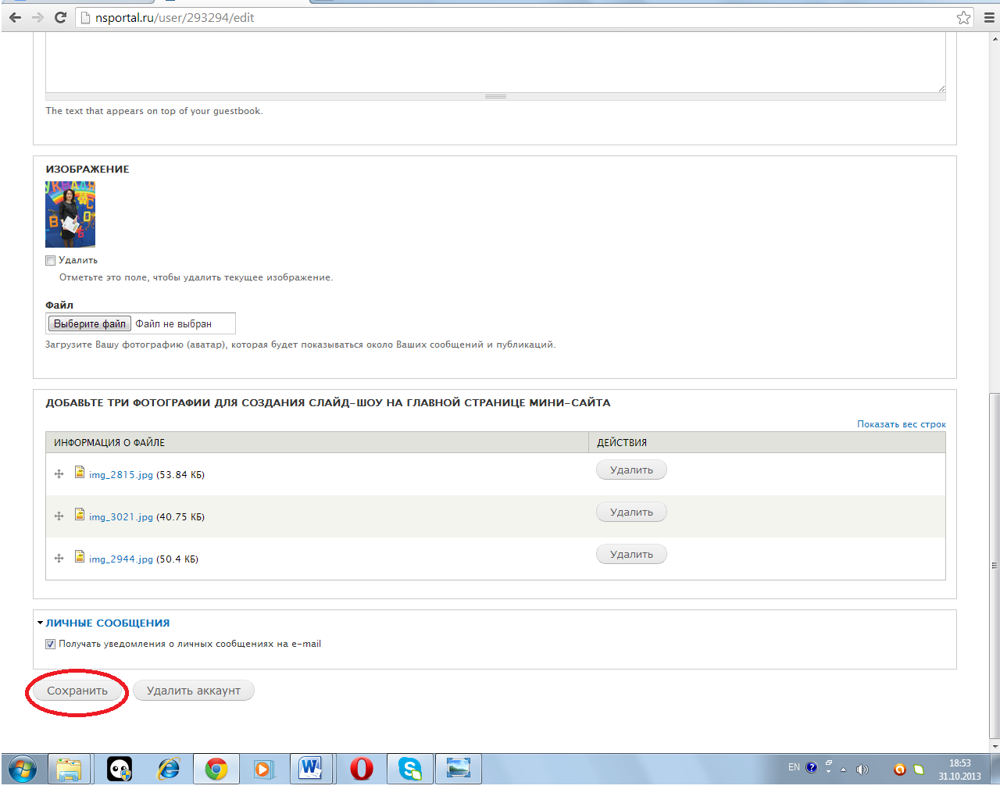 nsportal.ru/user/293294/edit
The text that appears on top of your guestbook.
ИЗОБРАЖЕНИЕ
Удалить
Отметьте это поле, чтобы удалить текущее изображение.
Файл
Выберите файл Файл не выбран
Загрузите Вашу фотографию (аватар), которая будет показываться около Ваших сообщений и публикаций.
ДОБАВЬТЕ ТРИ ФОТОГРАФИИ ДЛЯ СОЗДАНИЯ СЛАЙД-ШОУ НА ГЛАВНОЙ СТРАНИЦЕ МИНИ-САЙТА
Показать вес строк
ИНФОРМАЦИЯ О ФАЙЛЕ ДЕЙСТВИЯ
img_2815.jpg (53.84 КБ) Удалить
img_3021.jpg (40.75 КБ) Удалить
img_2944.jpg (50.4 КБ) Удалить
ЛИЧНЫЕ СООБЩЕНИЯ
Получать уведомления о личных сообщениях на e-mail
Сохранить Удалить аккаунт
EN 18:53
31.10.2013